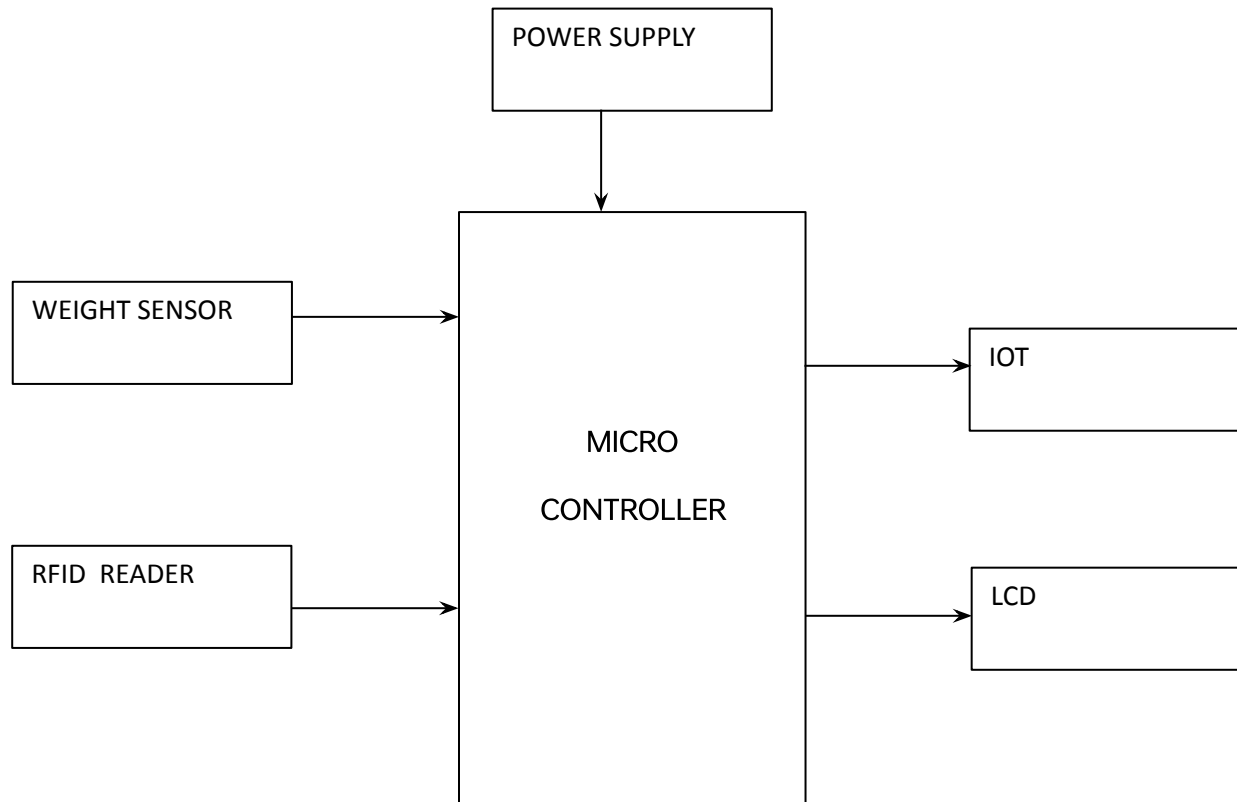 POWER SUPPLY
WEIGHT SENSOR
IOT
MICRO
CONTROLLER
RFID  READER
LCD